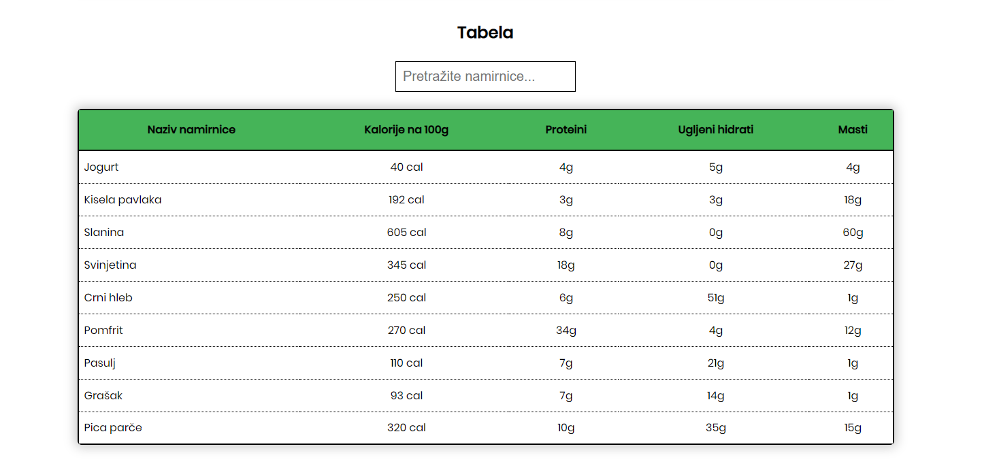 Tabela
Pretražite namirnice...
Naziv namirnice Kalorije na 100g Proteini Ugljeni hidrati Masti
Jogurt 40 cal 4g 5g 4g
Kisela pavlaka 192 cal 3g 3g 18g
Slanina 605 cal 8g 0g 60g
Svinjetina 345 cal 18g 0g 27g
Crni hleb 250 cal 6g 51g 1g
Pomfrit 270 cal 34g 4g 12g
Pasulj 110 cal 7g 21g 1g
Grašak 93 cal 7g 14g 1g
Pica parče 320 cal 10g 35g 15g